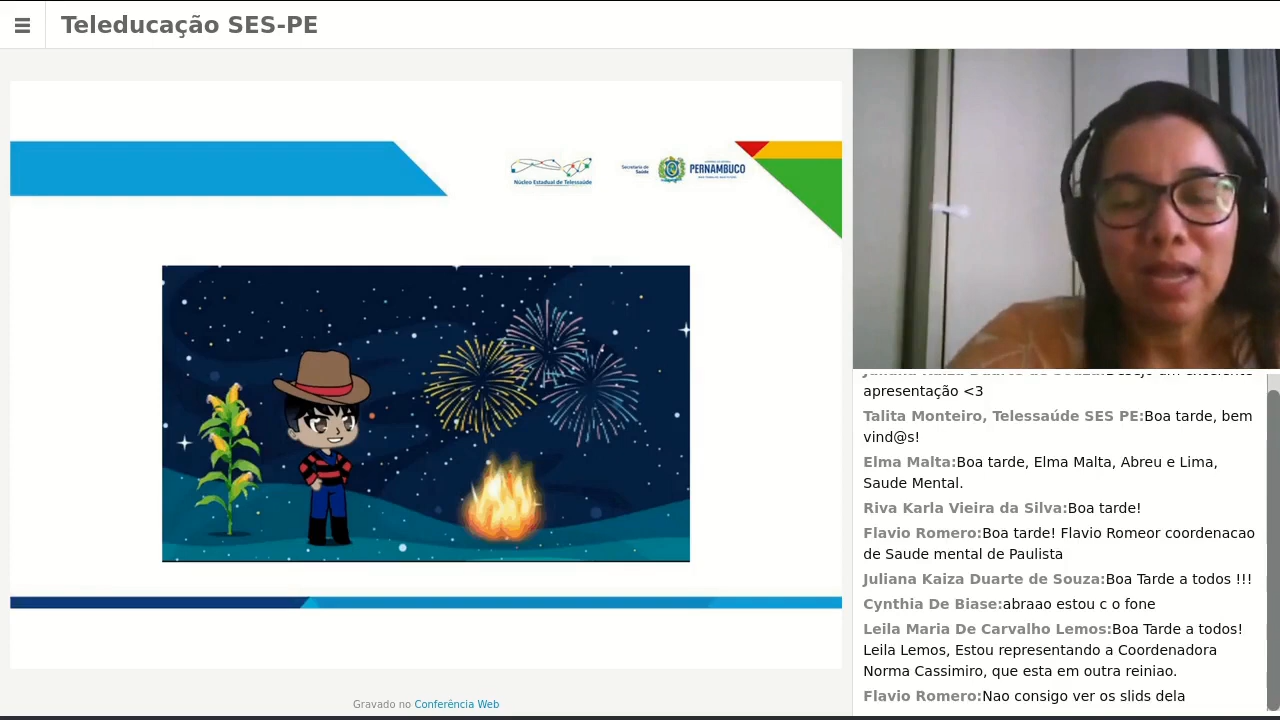 Teleducação SES-PE
Núcleo Estadual de Telessaúde
Secretaria de
Saúde
PERNAMBUCO
apresentação <3
Talita Monteiro, Telessaúde SES PE:Boa tarde, bem
vind@s!
Elma Malta:Boa tarde, Elma Malta, Abreu e Lima,
Saude Mental.
Riva Karla Vieira da Silva:Boa tarde!
Flavio Romero:Boa tarde! Flavio Romeor coordenacao
de Saude mental de Paulista
Juliana Kaiza Duarte de Souza:Boa Tarde a todos !!!
Cynthia De Biase:abraao estou c o fone
Leila Maria De Carvalho Lemos:Boa Tarde a todos!
Leila Lemos, Estou representando a Coordenadora
Norma Cassimiro, que esta em outra reiniao.
Flavio Romero:Nao consigo ver os slids dela
Gravado no Conferência Web